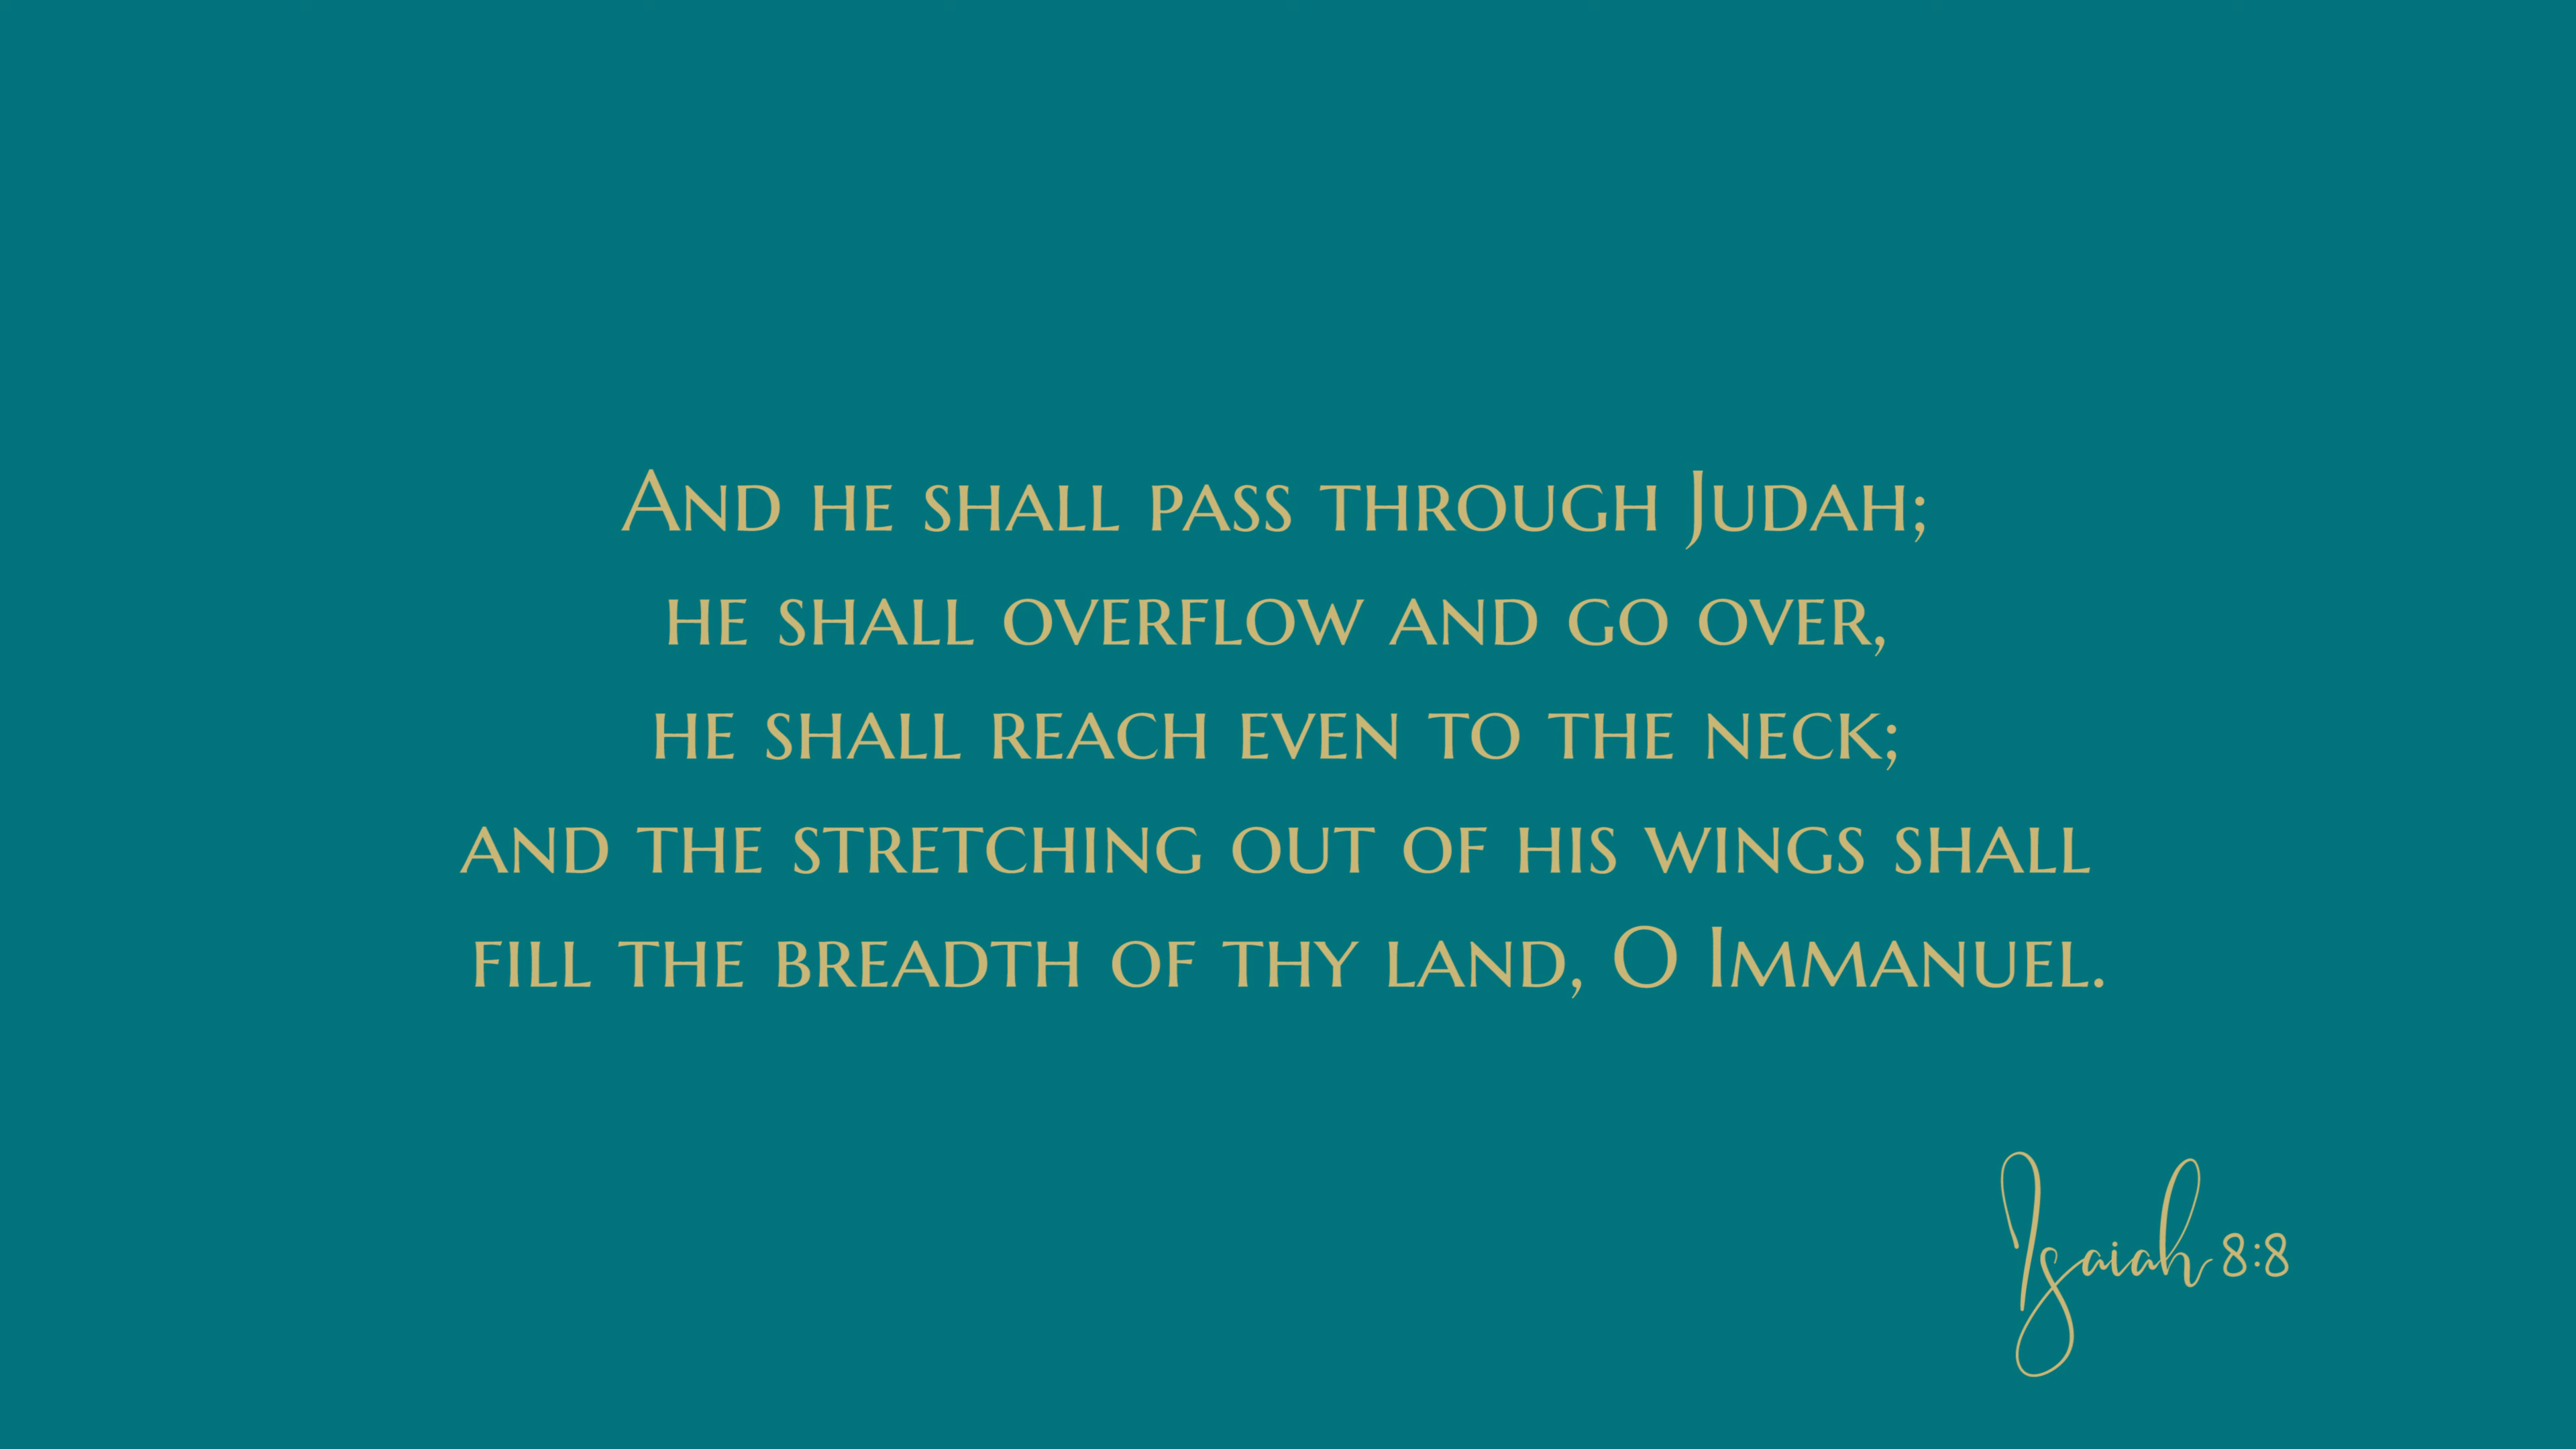 And he shall pass through Judah;
he shall overflow and go over,
he shall reach even to the neck;
and the stretching out of his wings shall
fill the breadth of thy land, O Immanuel.
Isaiah 8:8